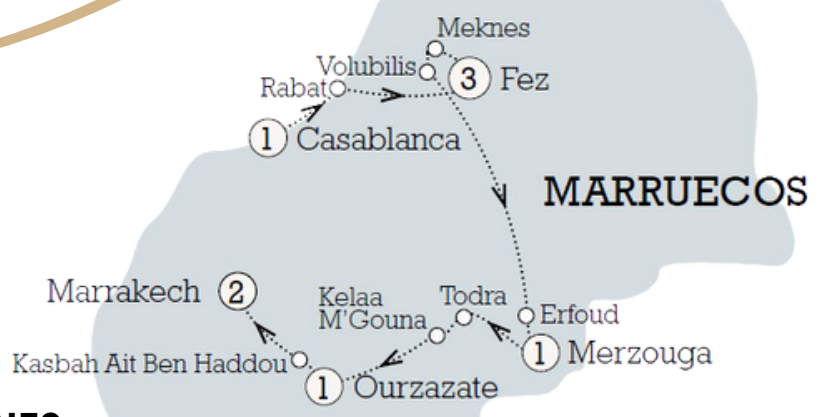 Meknes
Volubilis
3 Fez
Rabat
1 Casablanca
MARRUECOS
Marrakech 2
Kelaa
M'Gouna
Todra
Erfoud
1 Merzouga
Kasbah Ait Ben Haddou
1 Ourzazate